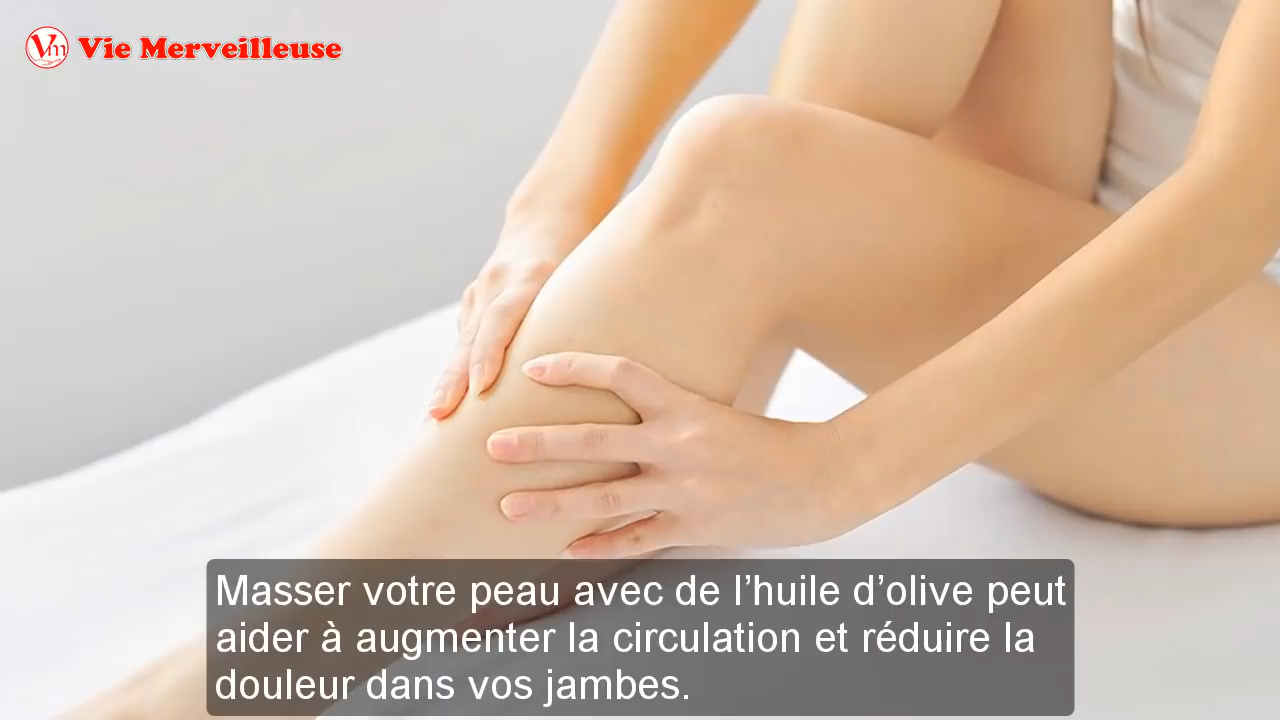 Vm Vie Merveilleuse
Masser votre peau avec de l’huile d’olive peut
aider à augmenter la circulation et réduire la
douleur dans vos jambes.